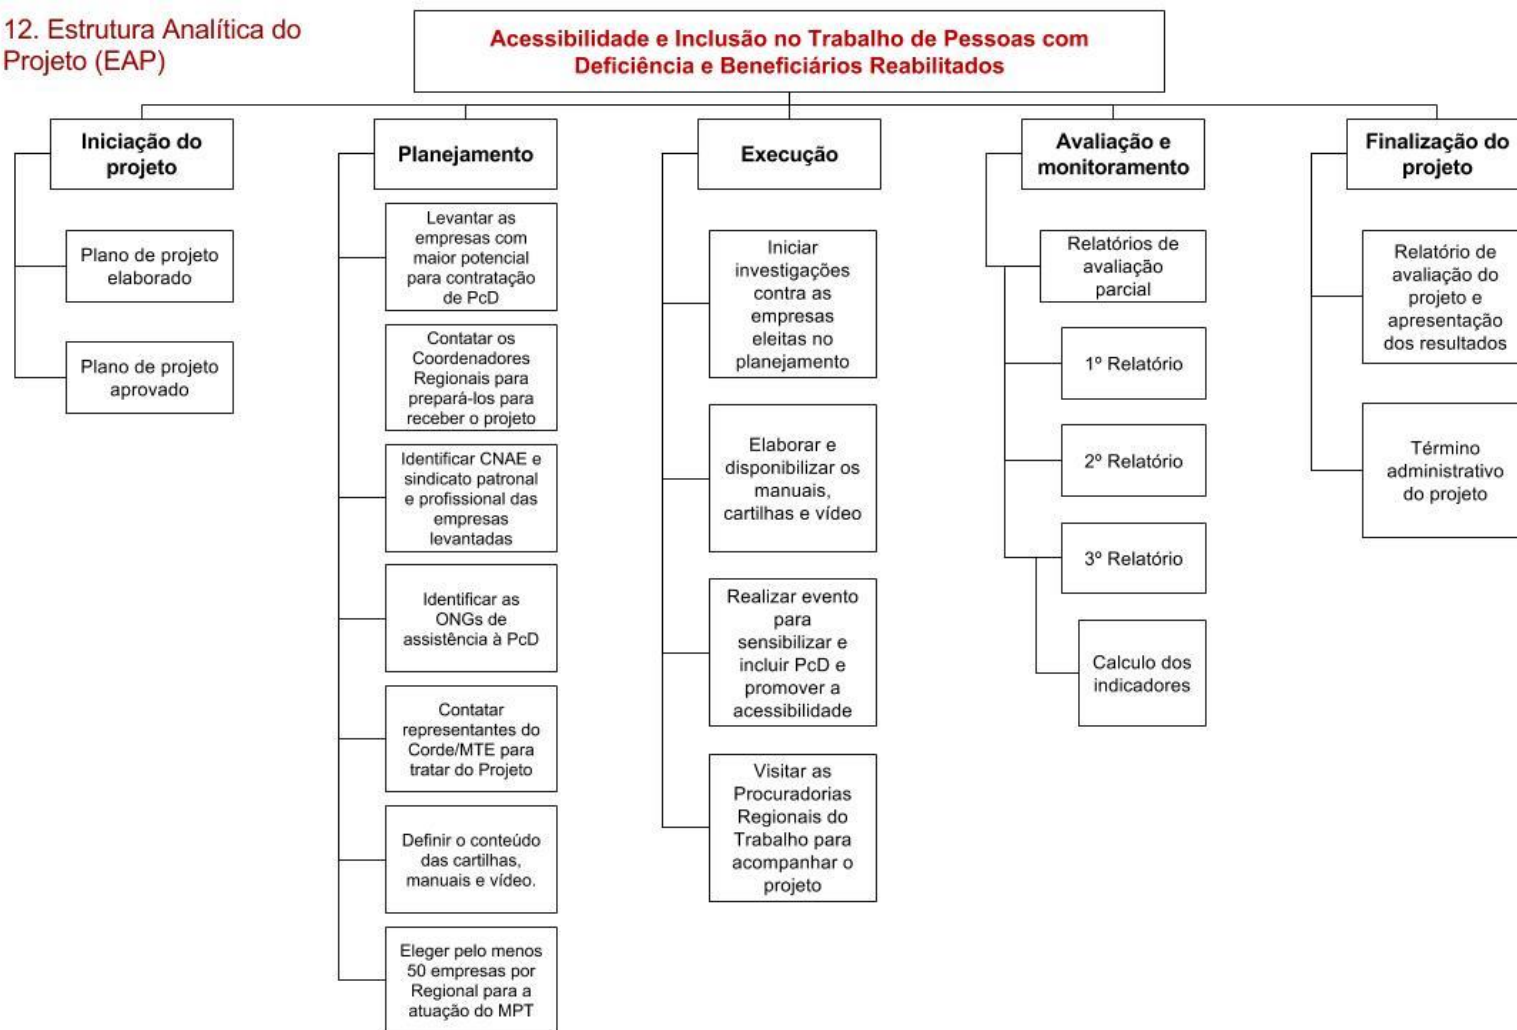 12. Estrutura Analítica do
Projeto (EAP)
Acessibilidade e Inclusão no Trabalho de Pessoas com
Deficiência e Beneficiários Reabilitados
Iniciação do
projeto
Plano de projeto
elaborado
Plano de projeto
aprovado
Planejamento
Levantar as
empresas com
maior potencial
para contratação
de PcD
Contatar os
Coordenadores
Regionais para
prepará-los para
receber o projeto
Identificar CNAE e
sindicato patronal
e profissional das
empresas
levantadas
Identificar as
ONGs de
assistência à PcD
Contatar
representantes do
Corde/MTE para
tratar do Projeto
Definir o conteúdo
das cartilhas,
manuais e vídeo.
Eleger pelo menos
50 empresas por
Regional para a
atuação do MPT
Execução
Iniciar
investigações
contra as
empresas
eleitas no
planejamento
Elaborar e
disponibilizar os
manuais,
cartilhas e vídeo
Realizar evento
para
sensibilizar e
incluir PcD e
promover a
acessibilidade
Visitar as
Procuradorias
Regionais do
Trabalho para
acompanhar o
projeto
Avaliação e
monitoramento
Relatórios de
avaliação
parcial
1º Relatório
2º Relatório
3º Relatório
Calculo dos
indicadores
Finalização do
projeto
Relatório de
avaliação do
projeto e
apresentação
dos resultados
Término
administrativo
do projeto